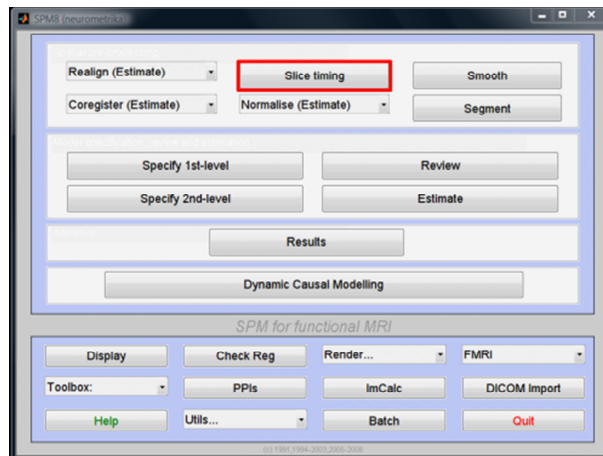 SPM8 (neurometrika)
Realign (Estimate)
Slice timing
Smooth
Coregister (Estimate)
Normalise (Estimate)
Segment
Specify 1st-level
Review
Specify 2nd-level
Estimate
Results
Dynamic Causal Modelling
SPM for functional MRI
Display
Check Reg
Render...
FMRI
Toolbox:
PPIs
ImCalc
DICOM Import
Help
Utils...
Batch
Quit
(c) 1991,1994-2003,2005-2008